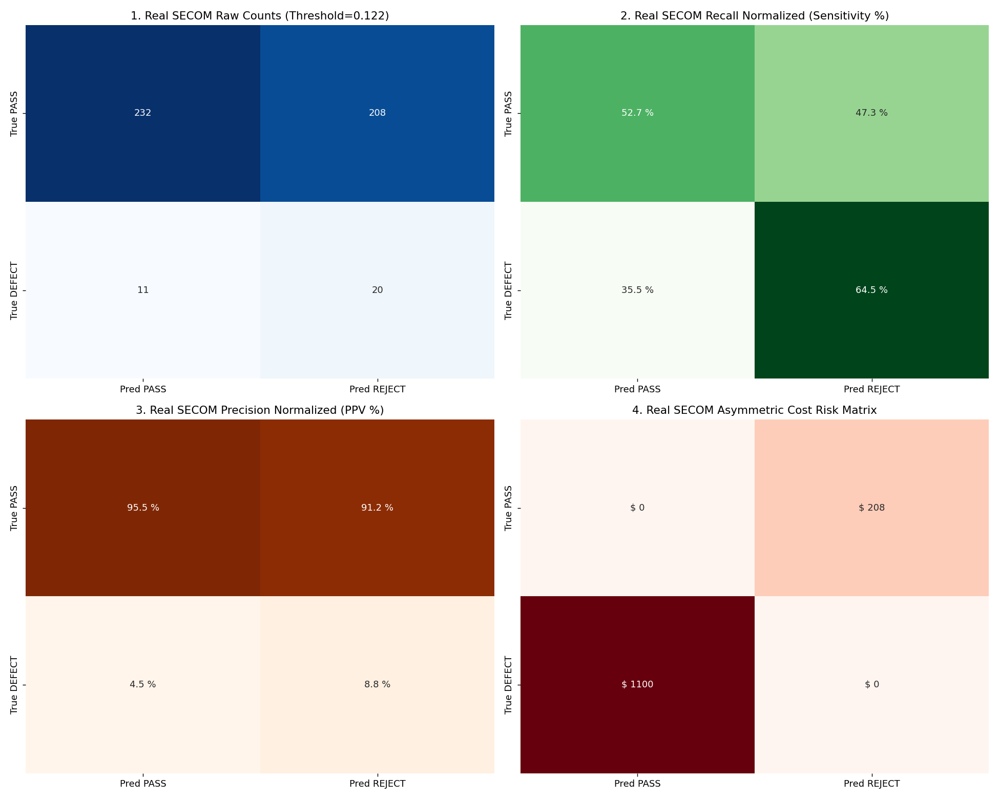 1. Real SECOM Raw Counts (Threshold=0.122)
True PASS
232
208
True DEFECT
11
20
Pred PASS
Pred REJECT
2. Real SECOM Recall Normalized (Sensitivity %)
True PASS
52.7 %
47.3 %
True DEFECT
35.5 %
64.5 %
Pred PASS
Pred REJECT
3. Real SECOM Precision Normalized (PPV %)
True PASS
95.5 %
91.2 %
True DEFECT
4.5 %
8.8 %
Pred PASS
Pred REJECT
4. Real SECOM Asymmetric Cost Risk Matrix
True PASS
$ 0
$ 208
True DEFECT
$ 1100
$ 0
Pred PASS
Pred REJECT